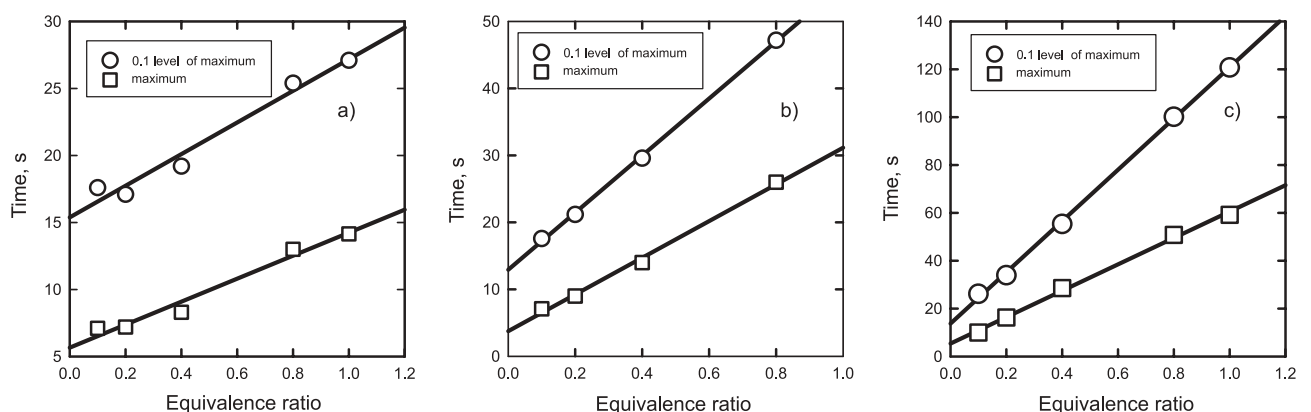 30
25
20
15
10
5
0.0 0.2 0.4 0.6 0.8 1.0 1.2
Time, s
Equivalence ratio
0.1 level of maximum
maximum
a)
50
40
30
20
10
0
0.0 0.2 0.4 0.6 0.8 1.0
Time, s
Equivalence ratio
0.1 level of maximum
maximum
b)
140
120
100
80
60
40
20
0
0.0 0.2 0.4 0.6 0.8 1.0 1.2
Time, s
Equivalence ratio
0.1 level of maximum
maximum
c)